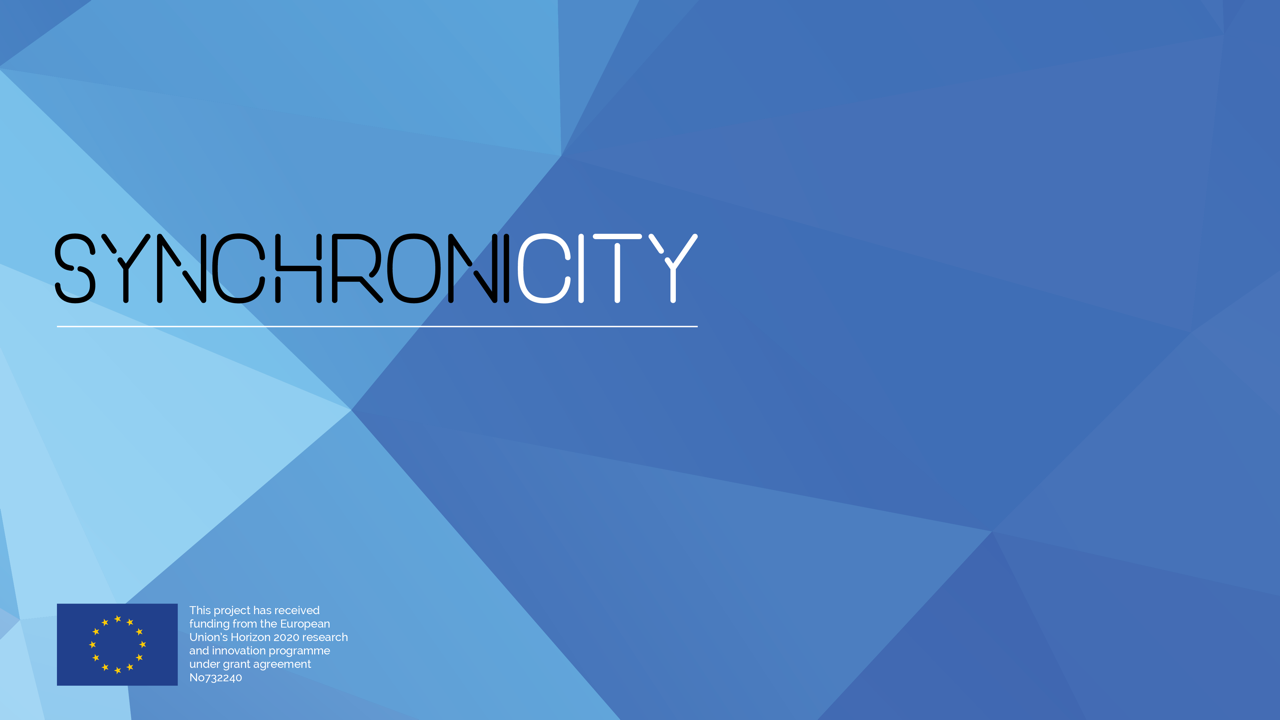 SYNCHRONICITY
This project has received
funding from the European
Union's Horizon 2020 research
and innovation programme
under grant agreement
No732240